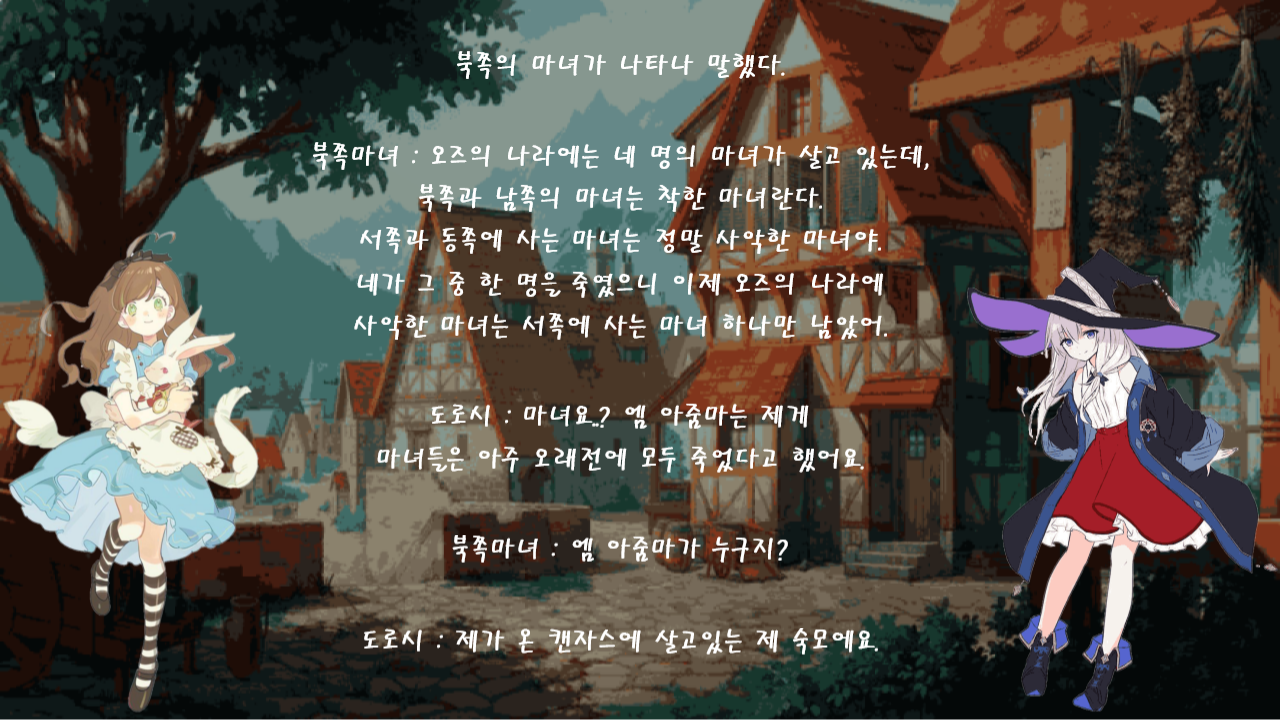 북쪽의 마녀가 나타나 말했다.
북쪽마녀 : 오즈의 나라에는 네 명의 마녀가 살고 있는데,
북쪽과 남쪽의 마녀는 착한 마녀란다.
서쪽과 동쪽에 사는 마녀는 정말 사악한 마녀야.
네가 그 중 한 명을 죽였으니 이제 오즈의 나라에
사악한 마녀는 서쪽에 사는 마녀 하나만 남았어.
도로시 : 마녀요..? 엠 아줌마는 제게
마녀들은 아주 오래전에 모두 죽었다고 했어요.
북쪽마녀 : 엠 아줌마가 누구지?
도로시 : 제가 온 캔자스에 살고있는 제 숙모에요.